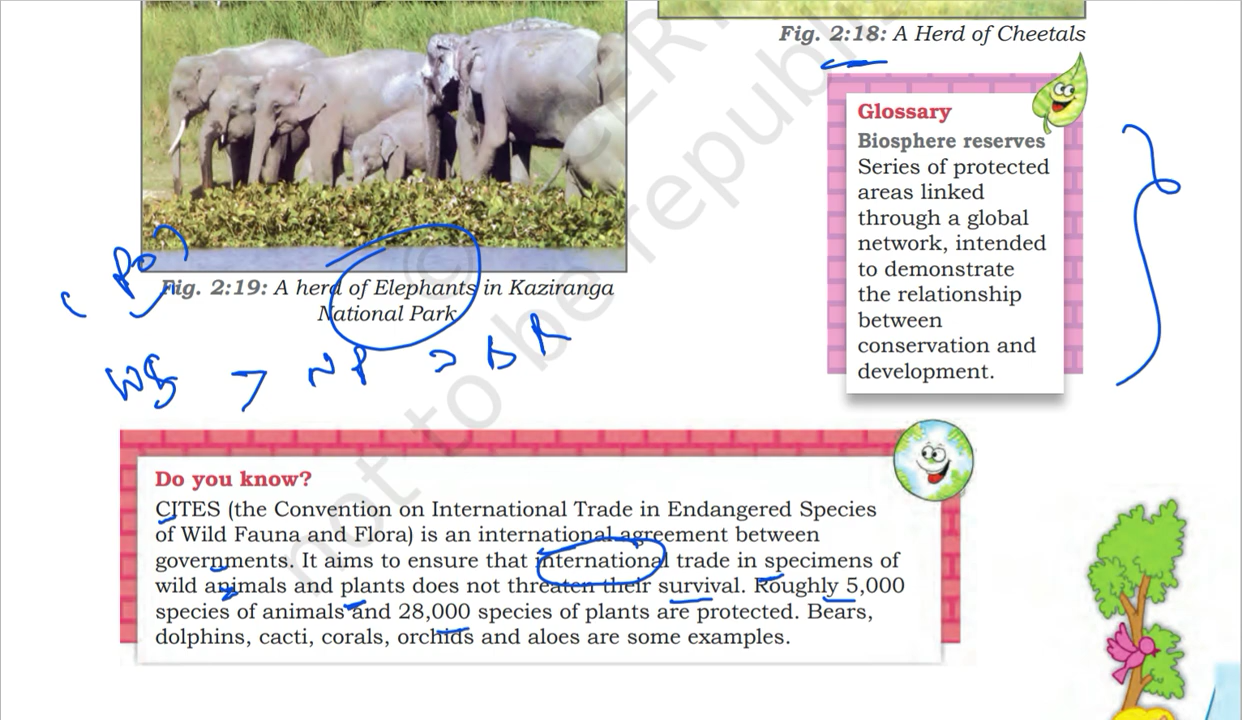 Fig. 2:18: A Herd of Cheetals
Glossary
Biosphere reserves
Series of protected
areas linked
through a global
network, intended
to demonstrate
the relationship
between
conservation and
development.
Fig. 2:19: A herd of Elephants in Kaziranga
National Park
NP
Do you know?
CITES (the Convention on International Trade in Endangered Species
of Wild Fauna and Flora) is an international agreement between
governments. It aims to ensure that international trade in specimens of
wild animals and plants does not threaten their survival. Roughly 5,000
species of animals and 28,000 species of plants are protected. Bears,
dolphins, cacti, corals, orchids and aloes are some examples.
not to be republ